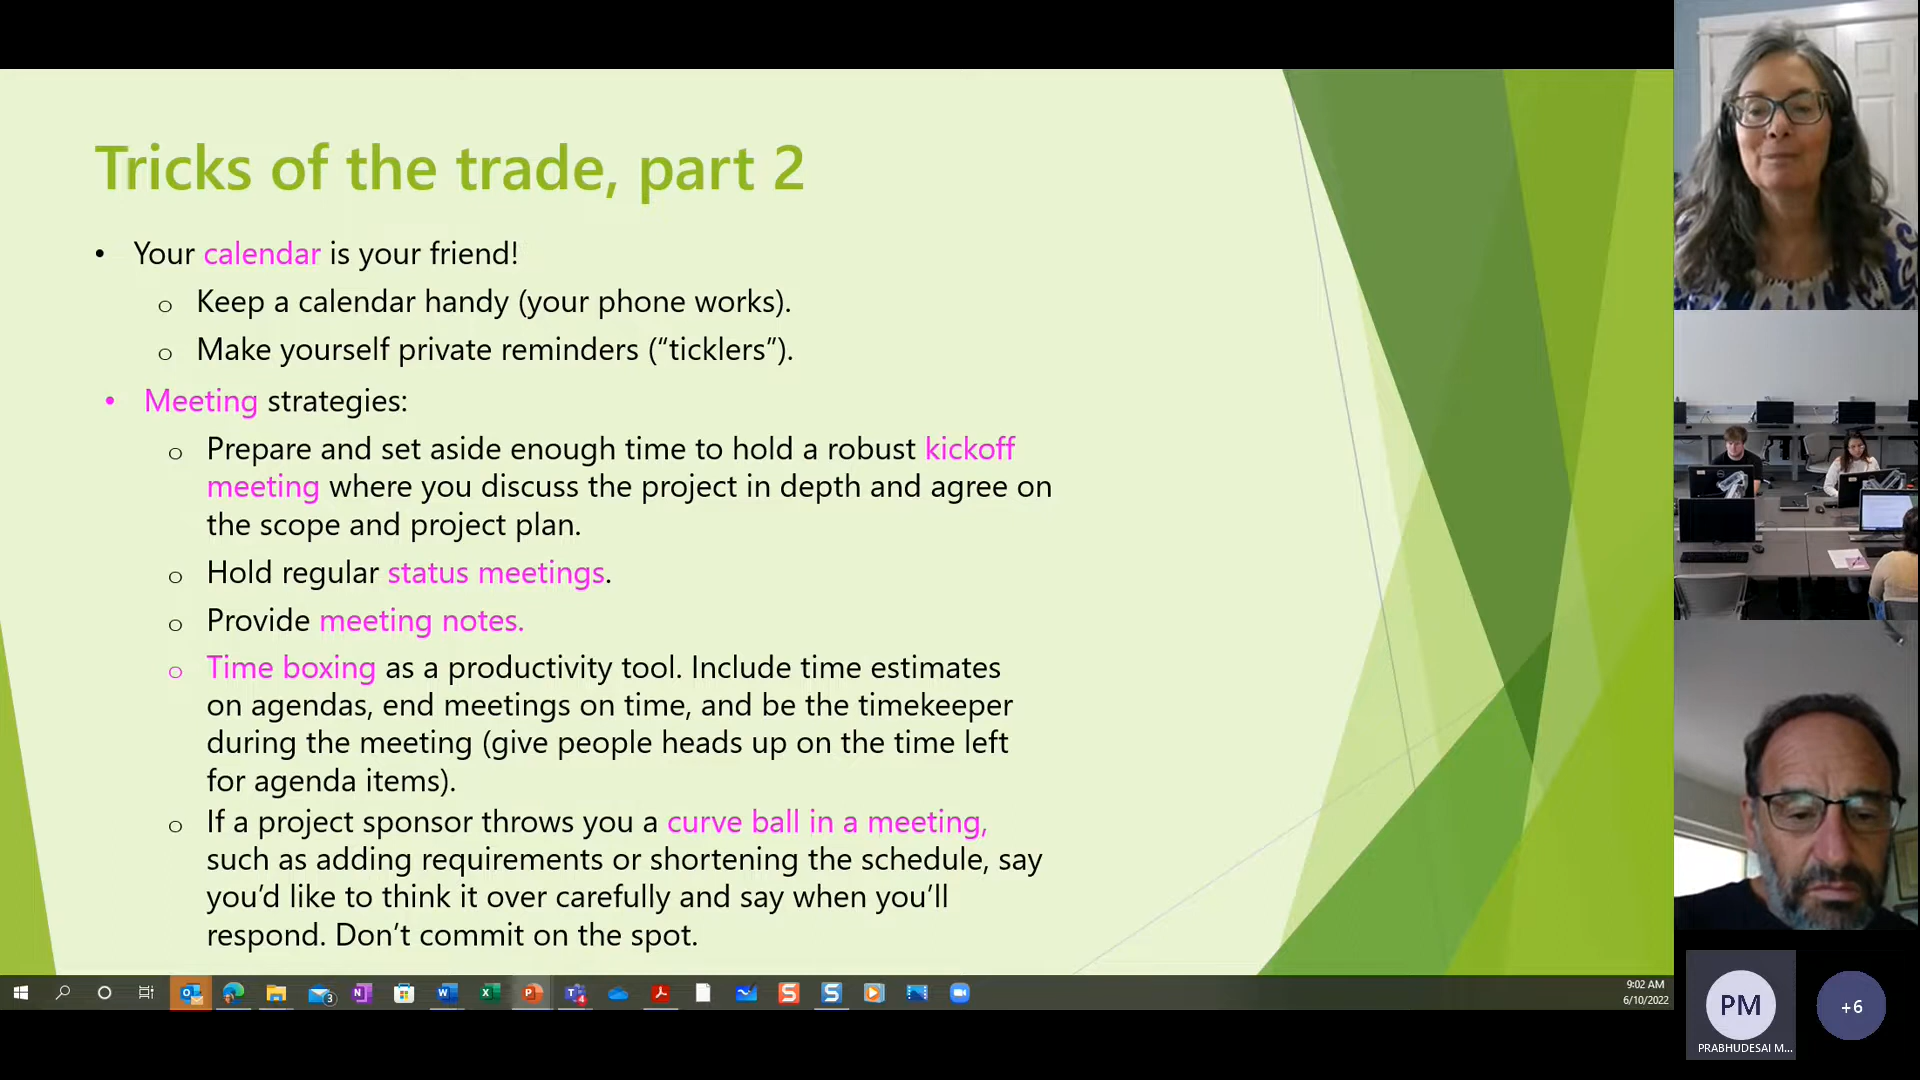 Tricks of the trade, part 2
• Your calendar is your friend!
o Keep a calendar handy (your phone works).
o Make yourself private reminders (“ticklers”).
• Meeting strategies:
o Prepare and set aside enough time to hold a robust kickoff
meeting where you discuss the project in depth and agree on
the scope and project plan.
o Hold regular status meetings.
o Provide meeting notes.
o Time boxing as a productivity tool. Include time estimates
on agendas, end meetings on time, and be the timekeeper
during the meeting (give people heads up on the time left
for agenda items).
o If a project sponsor throws you a curve ball in a meeting,
such as adding requirements or shortening the schedule, say
you’d like to think it over carefully and say when you’ll
respond. Don’t commit on the spot.
3
4
9:02 AM
6/10/2022
PM
PRABHUDESAI M...
+6